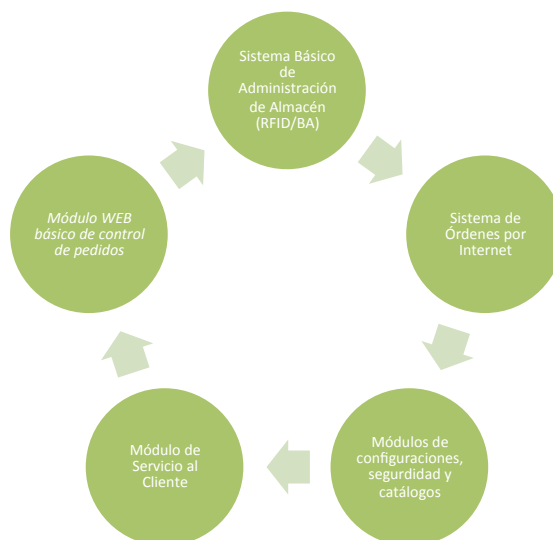 Sistema Básico
de
Administración
de Almacén
(RFID/BA)
Sistema de
Órdenes por
Internet
Módulos de
configuraciones,
segurdidad y
catálogos
Módulo de
Servicio al
Cliente
Módulo WEB
básico de control
de pedidos